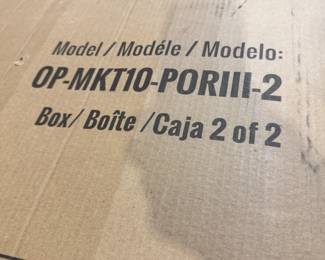 Model / Modéle / Modelo:
OP-MKT10-PORIII-2
Box/ Boîte /Caja 2 of 2